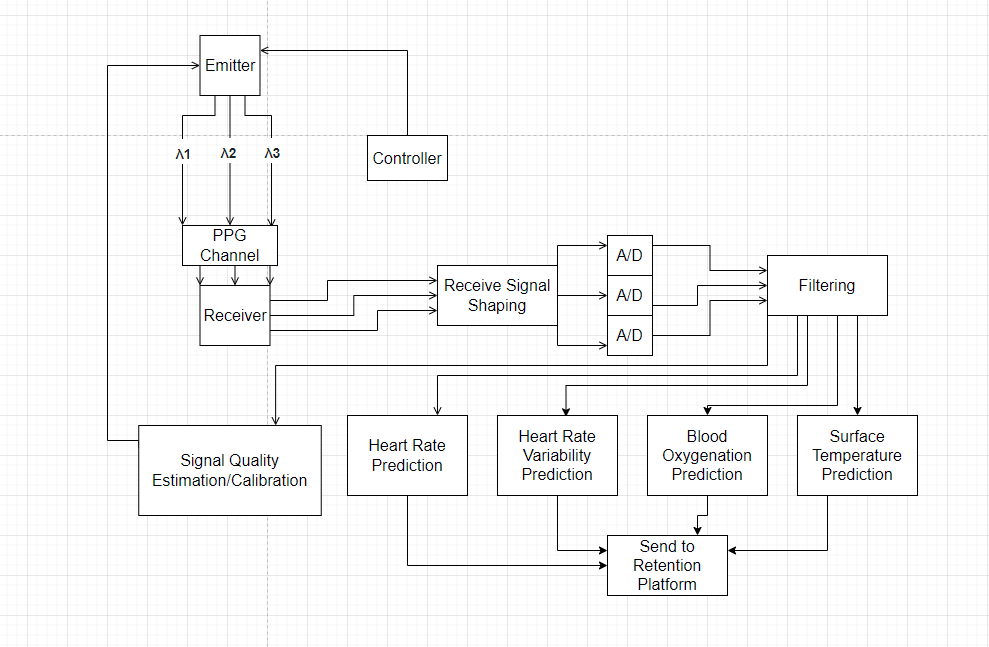 Emitter
λ1
λ2
λ3
Controller
PPG
Channel
Receiver
Receive Signal
Shaping
A/D
A/D
A/D
Filtering
Signal Quality
Estimation/Calibration
Heart Rate
Prediction
Heart Rate
Variability
Prediction
Blood
Oxygenation
Prediction
Surface
Temperature
Prediction
Send to
Retention
Platform